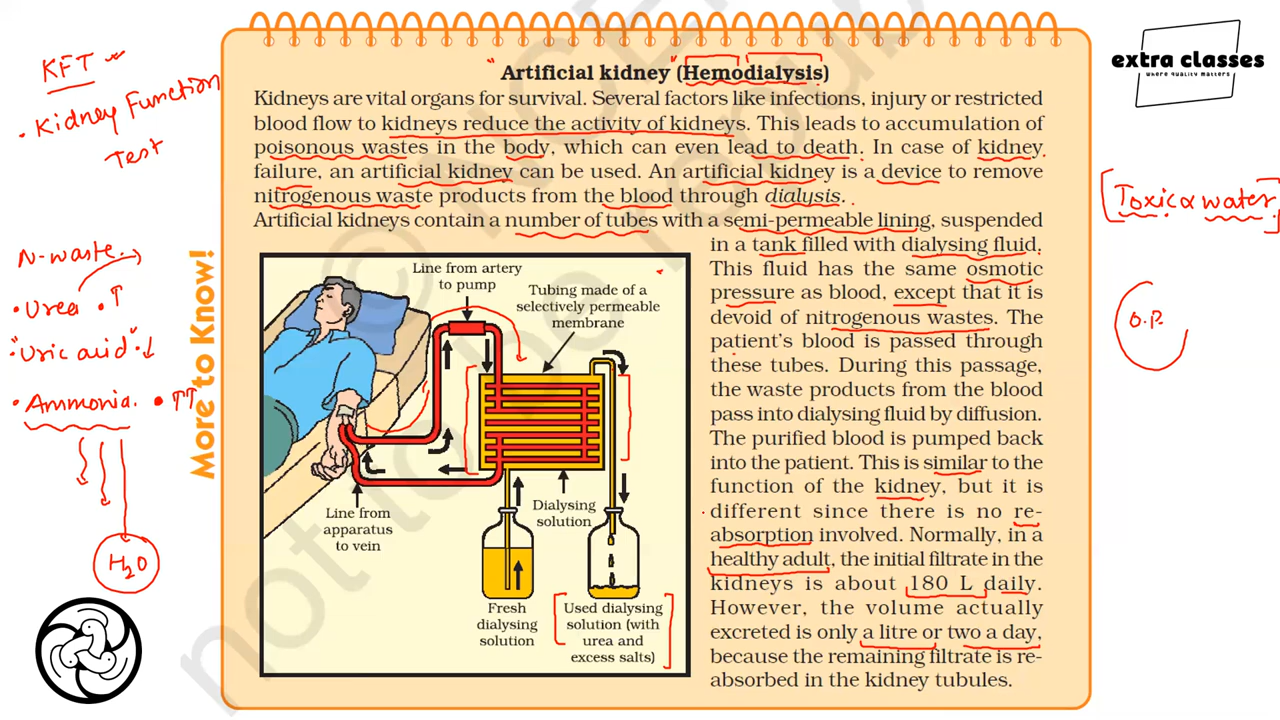 KFT
• Kidney Function
Test
N-waste
• Urea • ↑
"Uric acid" • ↓
• Ammonia. • ↑↑
H₂O
More to Know!
"Artificial kidney" (Hemodialysis)
Kidneys are vital organs for survival. Several factors like infections, injury or restricted
blood flow to kidneys reduce the activity of kidneys. This leads to accumulation of
poisonous wastes in the body, which can even lead to death. In case of kidney
failure, an artificial kidney can be used. An artificial kidney is a device to remove
nitrogenous waste products from the blood through dialysis.
Artificial kidneys contain a number of tubes with a semi-permeable lining, suspended
in a tank filled with dialysing fluid.
This fluid has the same osmotic
pressure as blood, except that it is
devoid of nitrogenous wastes. The
patient's blood is passed through
these tubes. During this passage,
the waste products from the blood
pass into dialysing fluid by diffusion.
The purified blood is pumped back
into the patient. This is similar to the
function of the kidney, but it is
different since there is no re-
absorption involved. Normally, in a
healthy adult, the initial filtrate in the
kidneys is about 180 L daily.
However, the volume actually
excreted is only a litre or two a day,
because the remaining filtrate is re-
absorbed in the kidney tubules.
Line from artery
to pump
Tubing made of a
selectively permeable
membrane
Line from
apparatus
to vein
Dialysing
solution
Fresh
dialysing
solution
Used dialysing
solution (with
urea and
excess salts)
extra classes
where quality matters
[Toxic ∝ water]
O.P.
not to be republ
© NCE